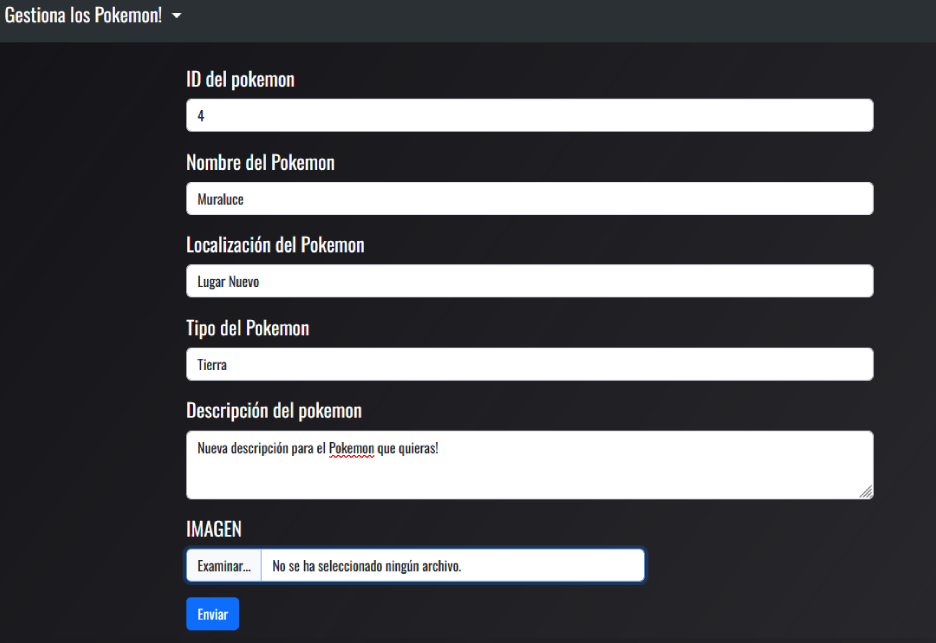 Gestiona los Pokemon!
ID del pokemon
4
Nombre del Pokemon
Muraluce
Localización del Pokemon
Lugar Nuevo
Tipo del Pokemon
Tierra
Descripción del pokemon
Nueva descripción para el Pokemon que quieras!
IMAGEN
Examinar... No se ha seleccionado ningún archivo.
Enviar